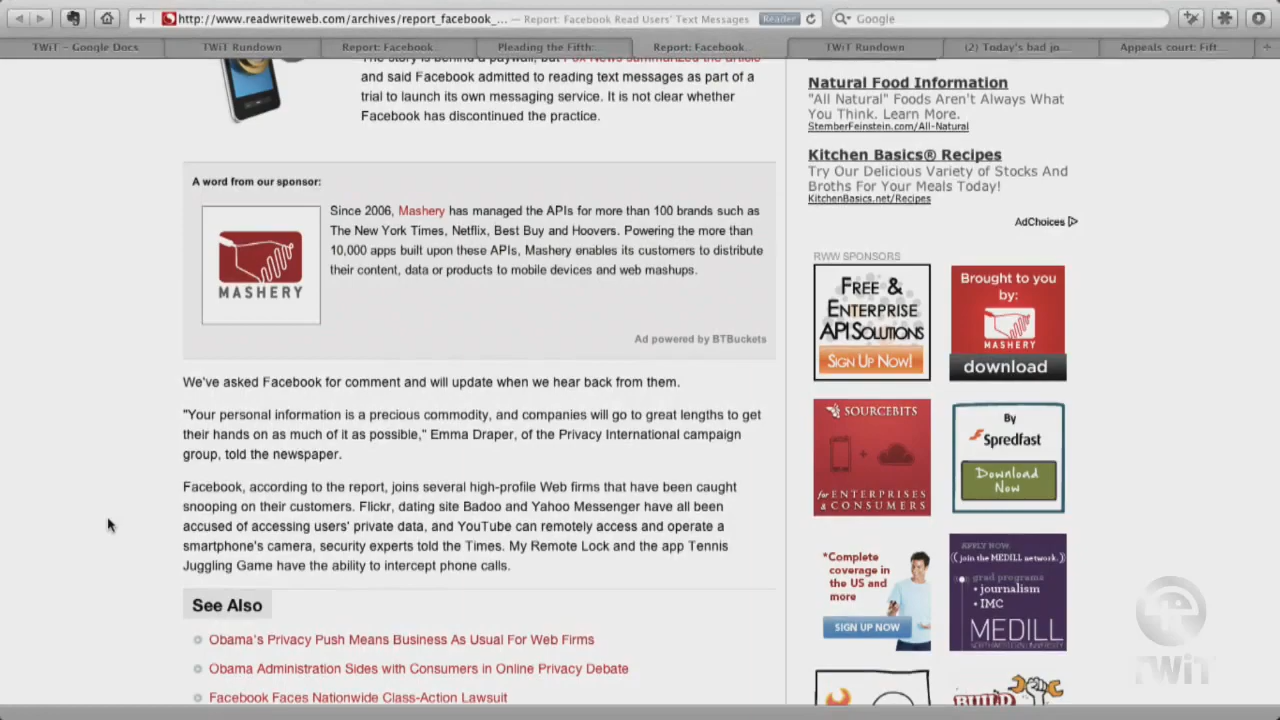 http://www.readwriteweb.com/archives/report_facebook_... — Report: Facebook Read Users' Text Messages
Reader
Google
TWiT – Google Docs
TWiT Rundown
Report: Facebook
Pleading the Fifth:
Report: Facebook
TWiT Rundown
(2) Today's bad jo...
Appeals court: Fift...
The story is behind a paywall, but Fox News summarized the article
and said Facebook admitted to reading text messages as part of a
trial to launch its own messaging service. It is not clear whether
Facebook has discontinued the practice.
A word from our sponsor:
MASHERY
Since 2006, Mashery has managed the APIs for more than 100 brands such as
The New York Times, Netflix, Best Buy and Hoovers. Powering the more than
10,000 apps built upon these APIs, Mashery enables its customers to distribute
their content, data or products to mobile devices and web mashups.
Ad powered by BTBuckets
We've asked Facebook for comment and will update when we hear back from them.
"Your personal information is a precious commodity, and companies will go to great lengths to get
their hands on as much of it as possible," Emma Draper, of the Privacy International campaign
group, told the newspaper.
Facebook, according to the report, joins several high-profile Web firms that have been caught
snooping on their customers. Flickr, dating site Badoo and Yahoo Messenger have all been
accused of accessing users' private data, and YouTube can remotely access and operate a
smartphone's camera, security experts told the Times. My Remote Lock and the app Tennis
Juggling Game have the ability to intercept phone calls.
See Also
Obama's Privacy Push Means Business As Usual For Web Firms
Obama Administration Sides with Consumers in Online Privacy Debate
Facebook Faces Nationwide Class-Action Lawsuit
Natural Food Information
"All Natural" Foods Aren't Always What
You Think. Learn More.
StemberFeinstein.com/All-Natural
Kitchen Basics® Recipes
Try Our Delicious Variety of Stocks And
Broths For Your Meals Today!
KitchenBasics.net/Recipes
AdChoices
RWW SPONSORS
FREE &
ENTERPRISE
API SOLUTIONS
SIGN UP NOW!
Brought to you
by:
MASHERY
download
SOURCEBITS
for ENTERPRISES
& CONSUMERS
By
Spredfast
Download
Now
*Complete
coverage in
the US and
more
SIGN UP NOW
APPLY NOW:
(join the MEDILL network.)
grad programs
• journalism
• IMC
MEDILL
BUILD
TWiT